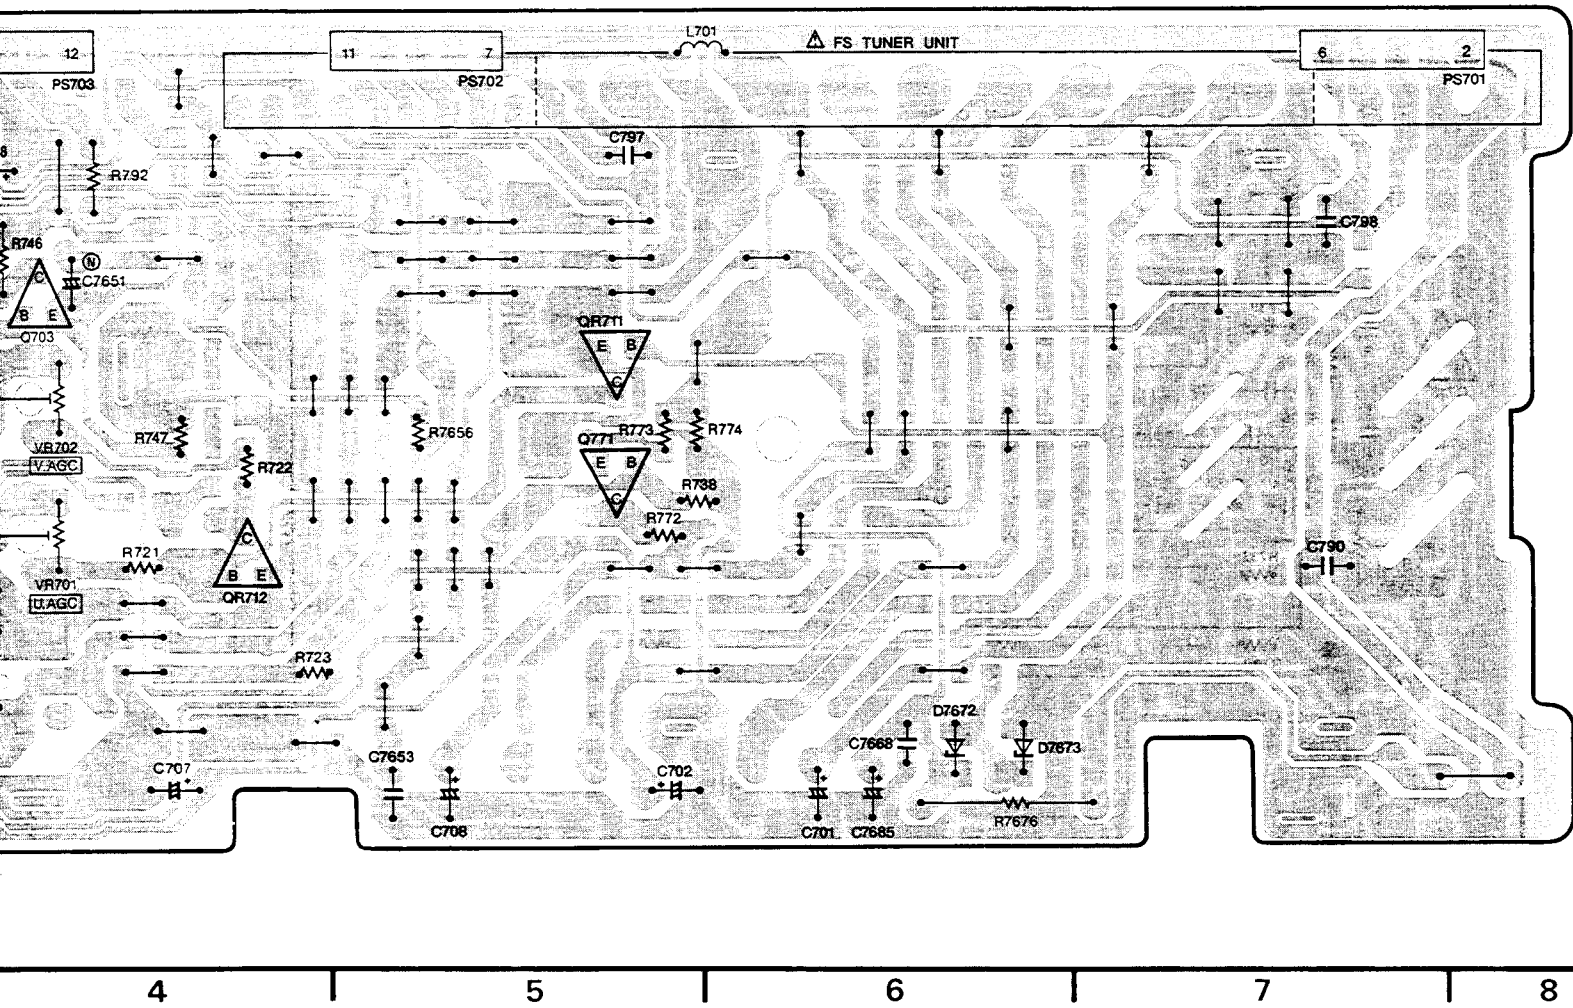 L701
FS TUNER UNIT
12
11
7
6
2
PS703
PS702
PS701
C797
8
R792
C798
R746
N
C7651
C
B E
Q703
QR711
E B
C
R747
R7656
Q771
R773
R774
VR702
V.AGC
R722
E B
C
R738
R772
C
R721
B E
QR712
C790
VR701
U.AGC
R723
D7672
C7668
D7673
C7653
C707
C702
C708
C701
C7685
R7676
4
5
6
7
8